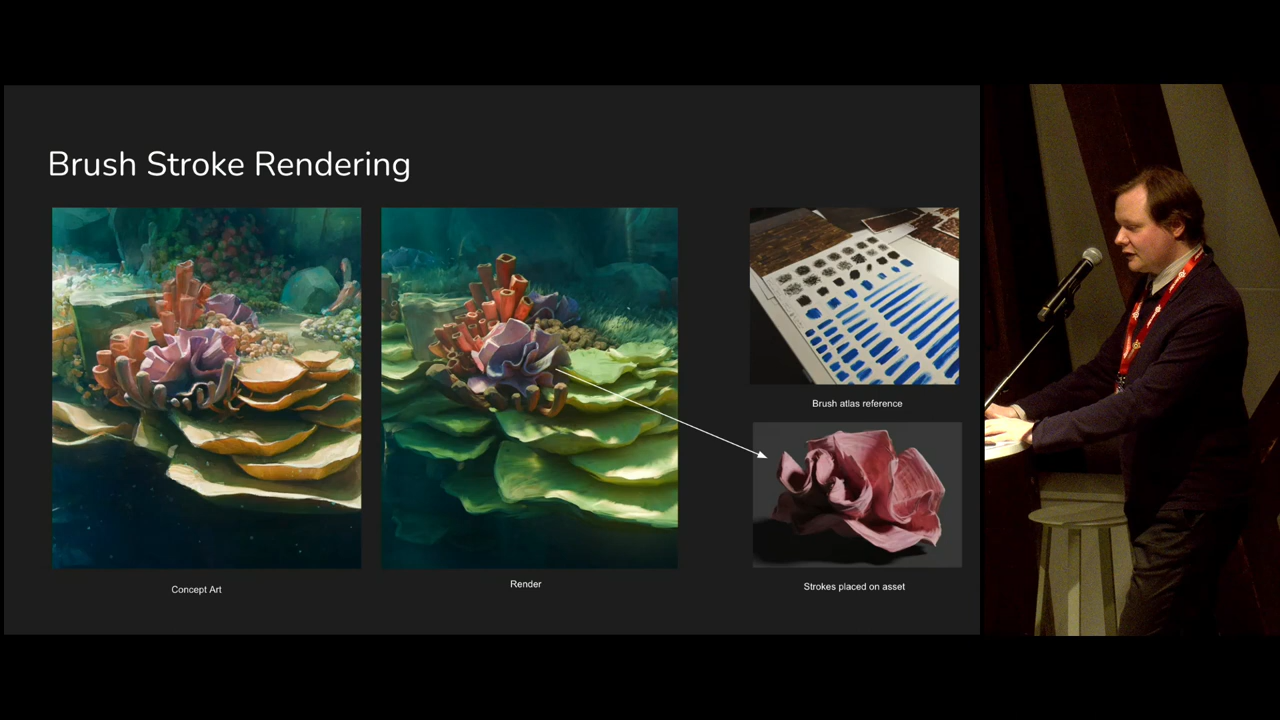 Brush Stroke Rendering
Concept Art
Render
Brush atlas reference
Strokes placed on asset